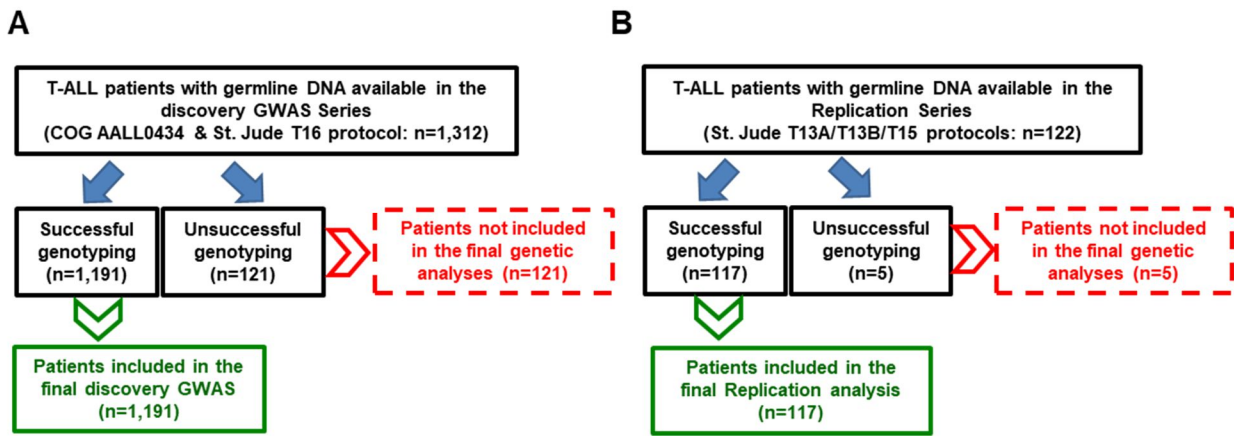 A
T-ALL patients with germline DNA available in the
discovery GWAS Series
(COG AALL0434 & St. Jude T16 protocol: n=1,312)
Successful
genotyping
(n=1,191)
Unsuccessful
genotyping
(n=121)
Patients not included
in the final genetic
analyses (n=121)
Patients included in the
final discovery GWAS
(n=1,191)
B
T-ALL patients with germline DNA available in the
Replication Series
(St. Jude T13A/T13B/T15 protocols: n=122)
Successful
genotyping
(n=117)
Unsuccessful
genotyping
(n=5)
Patients not included
in the final genetic
analyses (n=5)
Patients included in the
final Replication analysis
(n=117)